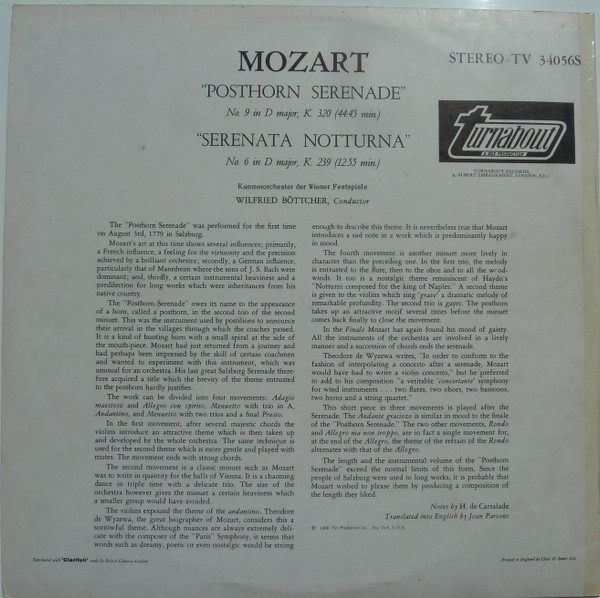 MOZART
STEREO-TV 34056S
"POSTHORN SERENADE"
No. 9 in D major, K. 320 (44:45 min.)
"SERENATA NOTTURNA"
No. 6 in D major, K. 239 (12:55 min.)
turnabout
A VOX PRODUCTION
TURNABOUT RECORDS,
ALBERT EMBANKMENT, LONDON, S.E.1.
Kammerorchester der Wiener Festspiele
WILFRIED BÖTTCHER, Conductor
The "Posthorn Serenade" was performed for the first time
on August 3rd, 1779 in Salzburg.
Mozart's art at this time shows several influences; primarily,
a French influence, a feeling for the virtuosity and the precision
achieved by a brilliant orchestra; secondly, a German influence,
particularly that of Mannheim where the sons of J. S. Bach were
dominant; and, thirdly, a certain instrumental heaviness and a
predilection for long works which were inheritances from his
native country.
The "Posthorn Serenade" owes its name to the appearance
of a horn, called a posthorn, in the second trio of the second
minuet. This was the instrument used by postilions to announce
their arrival in the villages through which the coaches passed.
It is a kind of hunting horn with a small spiral at the side of
the mouth-piece. Mozart had just returned from a journey and
had perhaps been impressed by the skill of certain coachmen
and wanted to experiment with this instrument, which was
unusual for an orchestra. His last great Salzburg Serenade there-
fore acquired a title which the brevity of the theme entrusted
to the posthorn hardly justifies.
The work can be divided into four movements: Adagio
maestoso and Allegro con spirito, Menuetto with trio in A,
Andantino, and Menuetto with two trios and a final Presto.
In the first movement, after several majestic chords the
violins introduce an attractive theme which is then taken up
and developed by the whole orchestra. The same technique is
used for the second theme which is more gentle and played with
mutes. The movement ends with strong chords.
The second movement is a classic minuet such as Mozart
was to write in quantity for the balls of Vienna. It is a charming
dance in triple time with a delicate trio. The size of the
orchestra however gives the minuet a certain heaviness which
a smaller group would have avoided.
The violins expound the theme of the andantino. Theodore
de Wyzewa, the great biographer of Mozart, considers this a
sorrowful theme. Although nuances are always extremely deli-
cate with the composer of the "Paris" Symphony, it seems that
words such as dreamy, poetic or even nostalgic would be strong
enough to describe this theme. It is nevertheless true that Mozart
introduces a sad note in a work which is predominantly happy
in mood.
The fourth movement is another minuet more lively in
character than the preceding one. In the first trio, the melody
is entrusted to the flute, then to the oboe and to all the wood-
winds. It too is a nostalgic theme reminiscent of Haydn's
"Notturni composed for the king of Naples." A second theme
is given to the violins which sing 'grave' a dramatic melody of
remarkable profundity. The second trio is gayer. The posthorn
takes up an attractive motif several times before the minuet
comes back finally to close the movement.
In the Finale Mozart has again found his mood of gaiety.
All the instruments of the orchestra are involved in a lively
manner and a succession of chords ends the serenade.
Theodore de Wyzewa writes, "In order to conform to the
fashion of interpolating a concerto after a serenade, Mozart
would have had to write a violin concerto," but he preferred
to add to his composition "a veritable 'concertante' symphony
for wind instruments . . . two flutes, two oboes, two bassoons,
two horns and a string quartet."
This short piece in three movements is played after the
Serenade. The Andante grazioso is similar in mood to the finale
of the "Posthorn Serenade." The two other movements, Rondo
and Allegro ma non troppo, are in fact a single movement for,
at the end of the Allegro, the theme of the refrain of the Rondo
alternates with that of the Allegro.
The length and the instrumental volume of the "Posthorn
Serenade" exceed the normal limits of this form. Since the
people of Salzburg were used to long works, it is probable that
Mozart wished to please them by producing a composition of
the length they liked.
Notes by H. de Cartalade
Translated into English by Joan Parsons
Ⓟ 1966, Vox Productions Inc., New York, U.S.A.
Laminated with 'Clarifoil' made by British Celanese Limited
Printed in England by